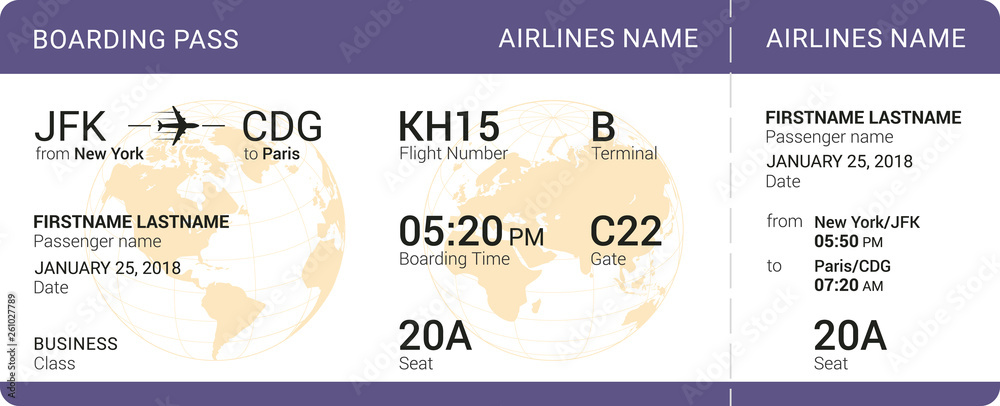 BOARDING PASS
AIRLINES NAME
JFK
CDG
from New York
to Paris
KH15
B
Flight Number
Terminal
FIRSTNAME LASTNAME
Passenger name
05:20 PM
C22
Boarding Time
Gate
JANUARY 25, 2018
Date
BUSINESS
Class
20A
Seat
AIRLINES NAME
FIRSTNAME LASTNAME
Passenger name
JANUARY 25, 2018
Date
from New York/JFK
05:50 PM
to Paris/CDG
07:20 AM
20A
Seat
Adobe Stock | #261027789